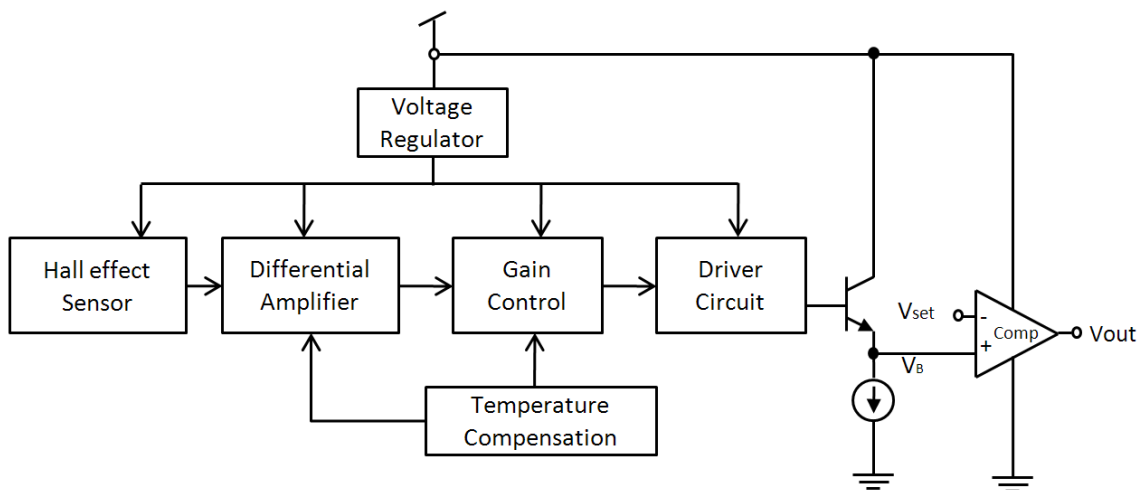 Voltage
Regulator
Hall effect
Sensor
Differential
Amplifier
Gain
Control
Driver
Circuit
Vset
-
Comp
+
Vout
VB
Temperature
Compensation